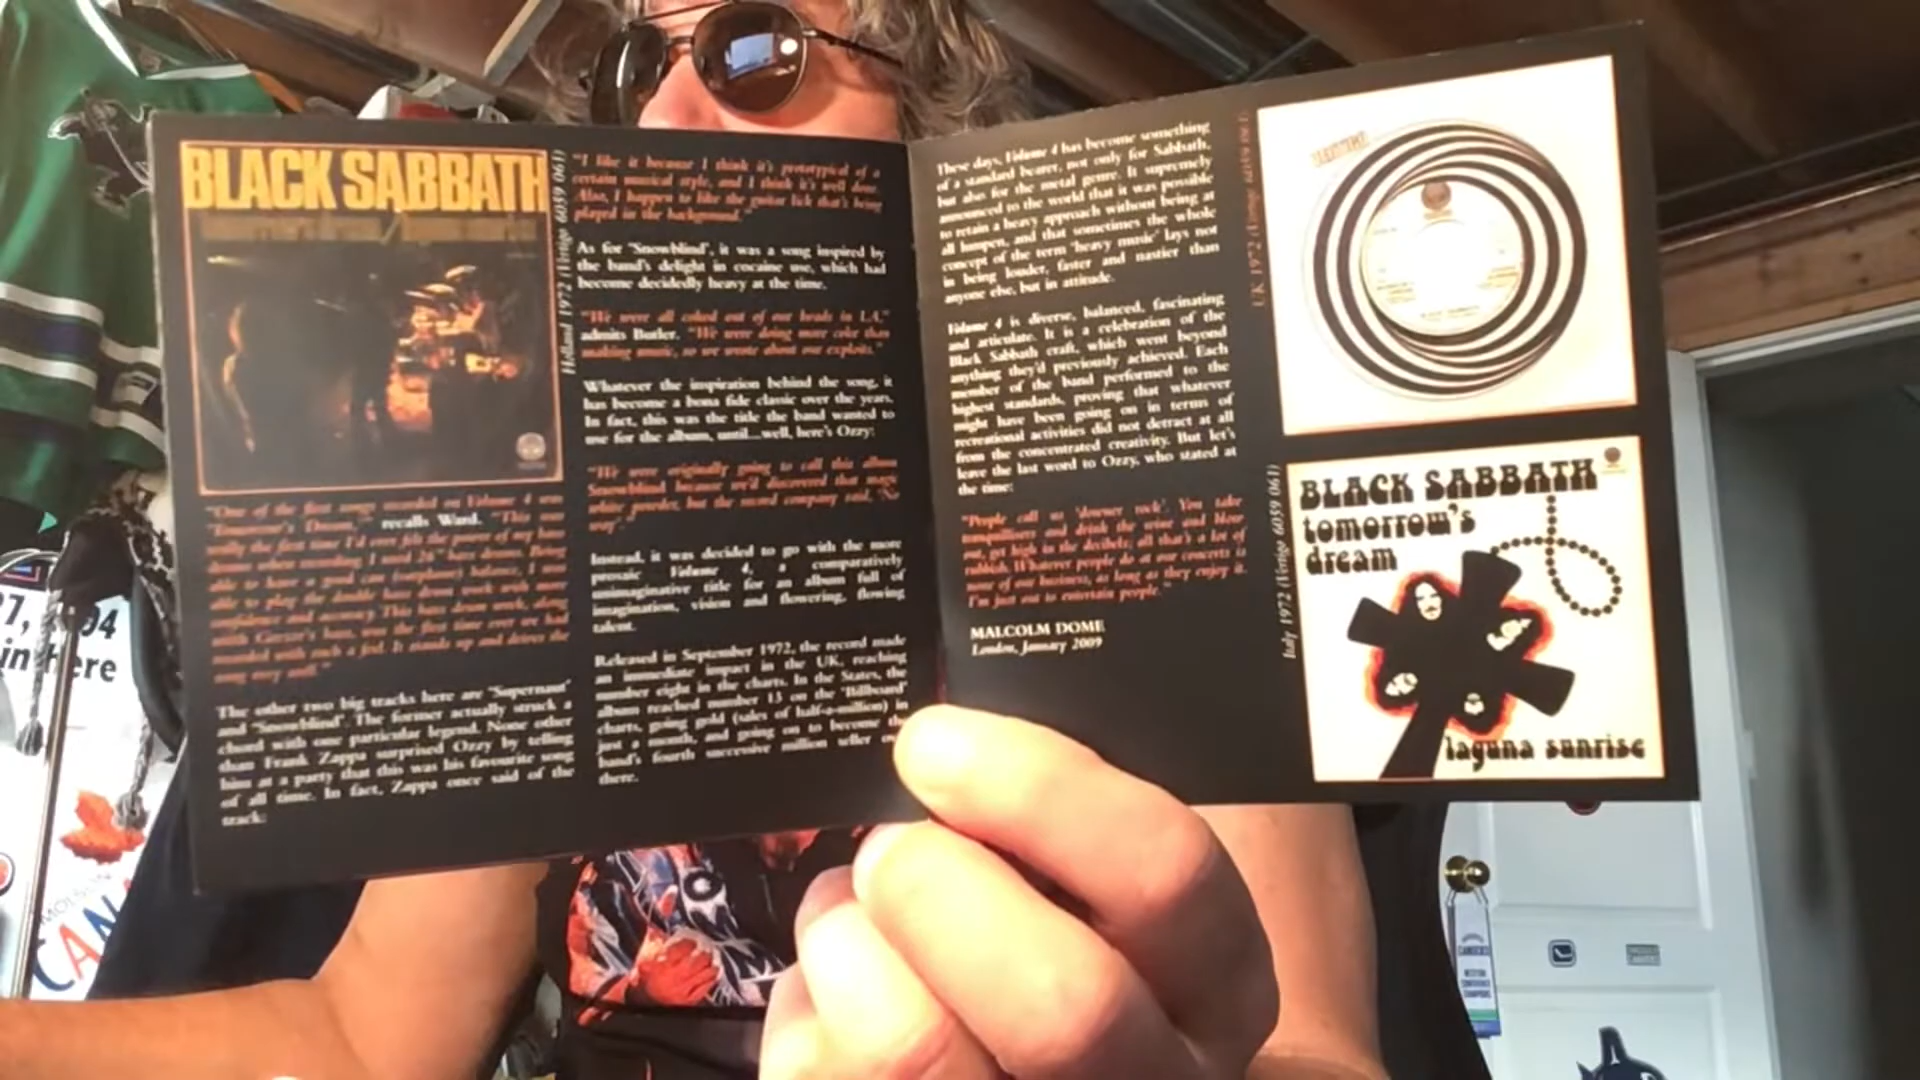 BLACK SABBATH
Holland 1972 (Vertigo 6059 061)
"One of the first songs recorded on Volume 4 was
'Tomorrow's Dream,'" recalls Ward. "This was
really the first time I'd ever felt the power of my bass
drums when recording. I used 26" bass drums. Being
able to have a good can (earphone) balance, I was
able to play the double bass drum work with more
confidence and accuracy. This bass drum work, along
with Geezer's bass, was the first time ever we had
sounded with such a feel. It stands up and drives the
song very well."
The other two big tracks here are 'Supernaut'
and 'Snowblind'. The former actually struck a
chord with one particular legend. None other
than Frank Zappa surprised Ozzy by telling
him at a party that this was his favourite song
of all time. In fact, Zappa once said of the
track:
"I like it because I think it's prototypical of a
certain musical style, and I think it's well done.
Also, I happen to like the guitar lick that's being
played in the background."
As for 'Snowblind', it was a song inspired by
the band's delight in cocaine use, which had
become decidedly heavy at the time.
"We were all coked out of our heads in L.A,"
admits Butler. "We were doing more coke than
making music, so we wrote about our exploits."
Whatever the inspiration behind the song, it
has become a bona fide classic over the years.
In fact, this was the title the band wanted to
use for the album, until...well, here's Ozzy:
"We were originally going to call this album
Snowblind because we'd discovered that magic
white powder, but the record company said, 'No
way'."
Instead, it was decided to go with the more
prosaic Volume 4, a comparatively
unimaginative title for an album full of
imagination, vision and flowering, flowing
talent.
Released in September 1972, the record made
an immediate impact in the UK, reaching
number eight in the charts. In the States, the
album reached number 13 on the 'Billboard'
charts, going gold (sales of half-a-million) in
just a month, and going on to become the
band's fourth successive million seller
there.
These days, Volume 4 has become something
of a standard bearer, not only for Sabbath,
but also for the metal genre. It supremely
announced to the world that it was possible
to retain a heavy approach without being at
all lumpen, and that sometimes the whole
concept of the term 'heavy music' lays not
in being louder, faster and nastier than
anyone else, but in attitude.
Volume 4 is diverse, balanced, fascinating
and articulate. It is a celebration of the
Black Sabbath craft, which went beyond
anything they'd previously achieved. Each
member of the band performed to the
highest standards, proving that whatever
might have been going on in terms of
recreational activities did not detract at all
from the concentrated creativity. But let's
leave the last word to Ozzy, who stated at
the time:
"People call us 'downer rock'. You take
tranquilisers and drink the wine and blow
out, get high in the decibels; all that's a lot of
rubbish. Whatever people do at our concerts is
none of our business, as long as they enjoy it.
I'm just out to entertain people."
MALCOLM DOME
London, January 2009
UK 1972 (Vertigo 6059 061)
Italy 1972 (Vertigo 6059 061)
BLACK SABBATH
tomorrow's
dream
laguna sunrise
in here
MOLSON
CANUCKS
WESTERN
CONFERENCE
CHAMPIONS